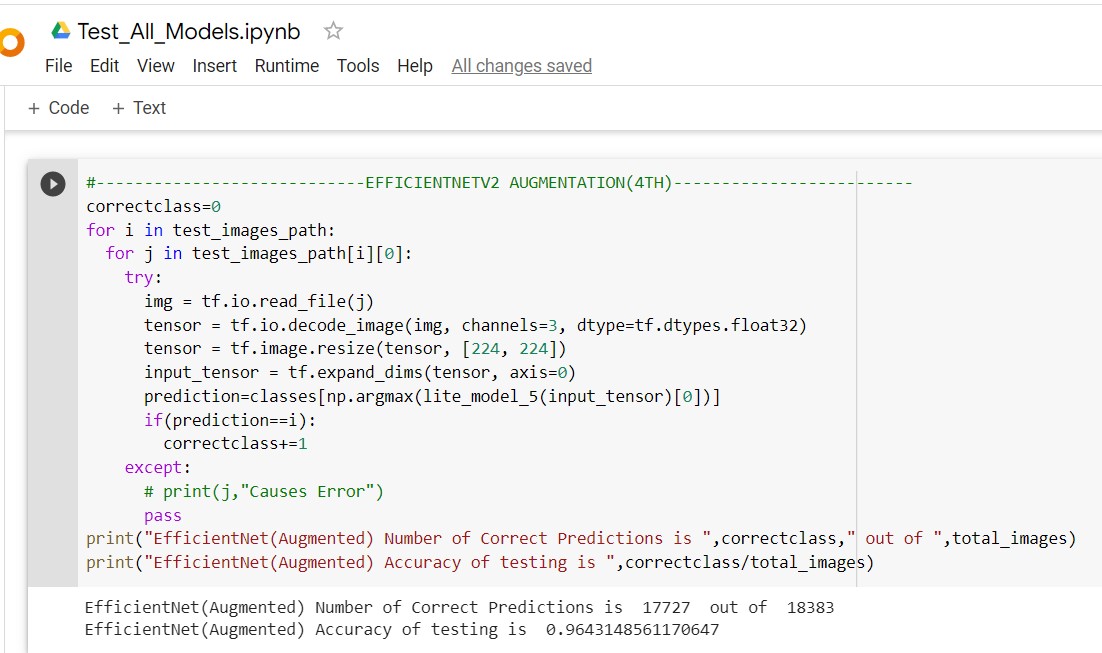 Test_All_Models.ipynb
File Edit View Insert Runtime Tools Help All changes saved
+ Code + Text
#----------------------------EFFICIENTNETV2 AUGMENTATION(4TH)-------------------------
correctclass=0
for i in test_images_path:
  for j in test_images_path[i][0]:
    try:
      img = tf.io.read_file(j)
      tensor = tf.io.decode_image(img, channels=3, dtype=tf.dtypes.float32)
      tensor = tf.image.resize(tensor, [224, 224])
      input_tensor = tf.expand_dims(tensor, axis=0)
      prediction=classes[np.argmax(lite_model_5(input_tensor)[0])]
      if(prediction==i):
        correctclass+=1
    except:
      # print(j,"Causes Error")
      pass
print("EfficientNet(Augmented) Number of Correct Predictions is ",correctclass," out of ",total_images)
print("EfficientNet(Augmented) Accuracy of testing is ",correctclass/total_images)
EfficientNet(Augmented) Number of Correct Predictions is  17727  out of  18383
EfficientNet(Augmented) Accuracy of testing is  0.9643148561170647